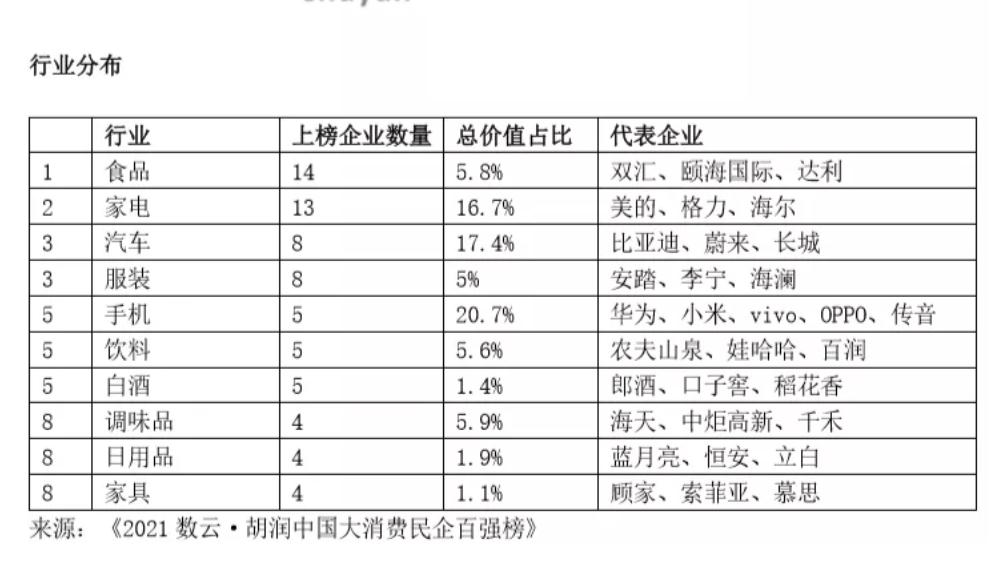 行业分布
行业 上榜企业数量 总价值占比 代表企业
1 食品 14 5.8% 双汇、颐海国际、达利
2 家电 13 16.7% 美的、格力、海尔
3 汽车 8 17.4% 比亚迪、蔚来、长城
3 服装 8 5% 安踏、李宁、海澜
5 手机 5 20.7% 华为、小米、vivo、OPPO、传音
5 饮料 5 5.6% 农夫山泉、娃哈哈、百润
5 白酒 5 1.4% 郎酒、口子窖、稻花香
8 调味品 4 5.9% 海天、中炬高新、千禾
8 日用品 4 1.9% 蓝月亮、恒安、立白
8 家具 4 1.1% 顾家、索菲亚、慕思
来源：《2021 数云·胡润中国大消费民企百强榜》